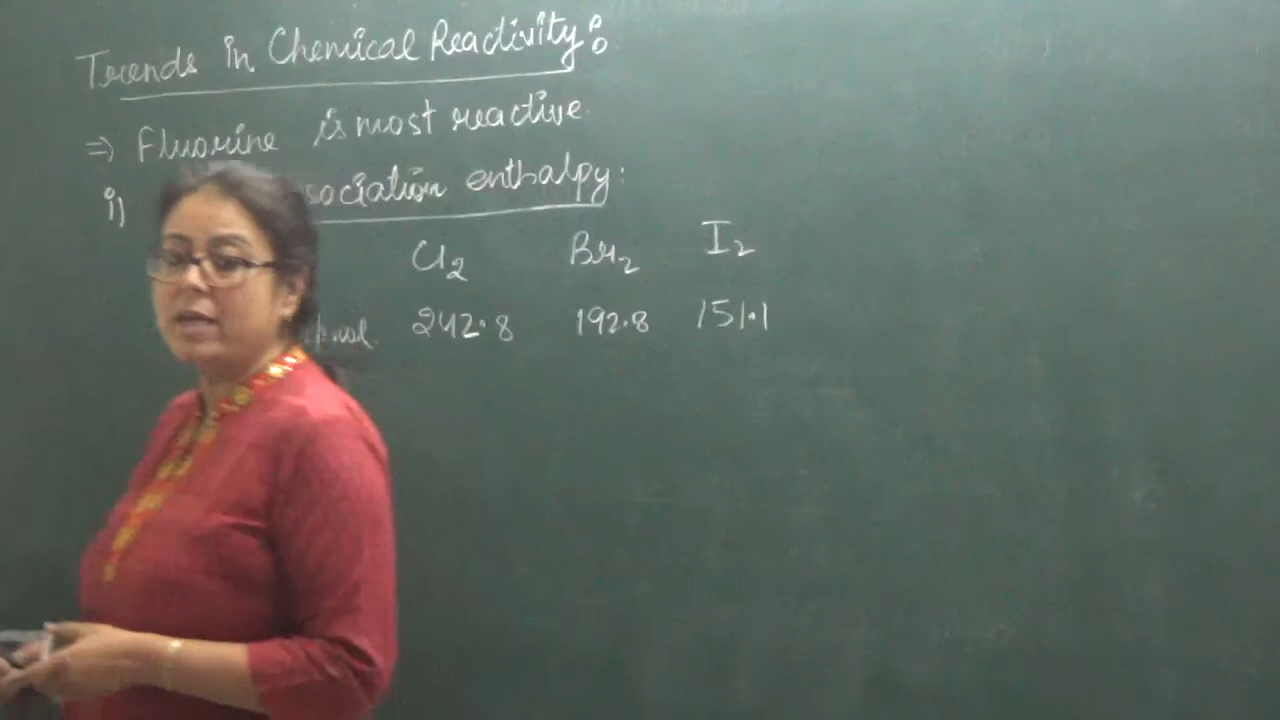 Trends in Chemical Reactivity:
⇒ Fluorine is most reactive.
i) sociation enthalpy:
Cl2 Br2 I2
242.8 192.8 151.1